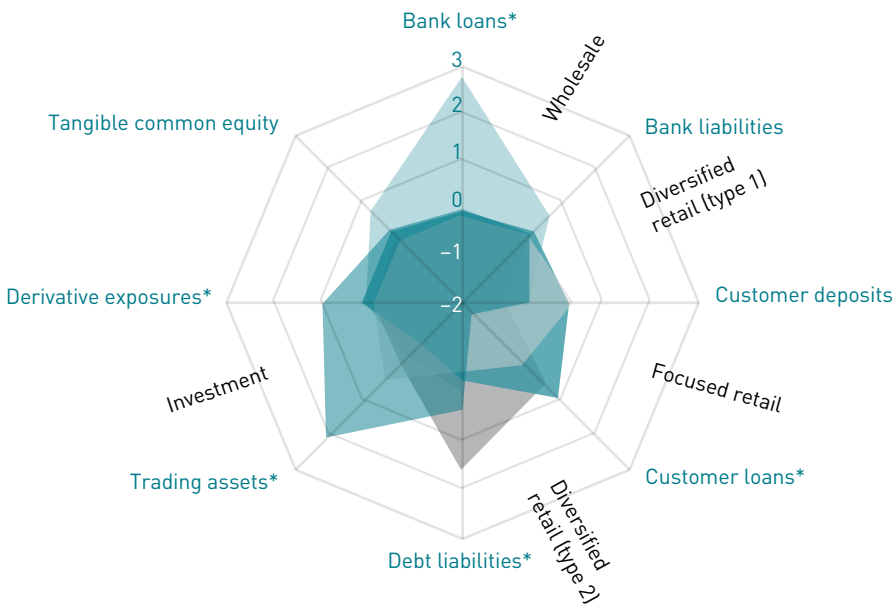 Bank loans*
Wholesale
3
2
1
0
−1
−2
Tangible common equity
Bank liabilities
Diversified
retail (type 1)
Derivative exposures*
Customer deposits
Investment
Focused retail
Trading assets*
Customer loans*
Diversified
retail (type 2)
Debt liabilities*